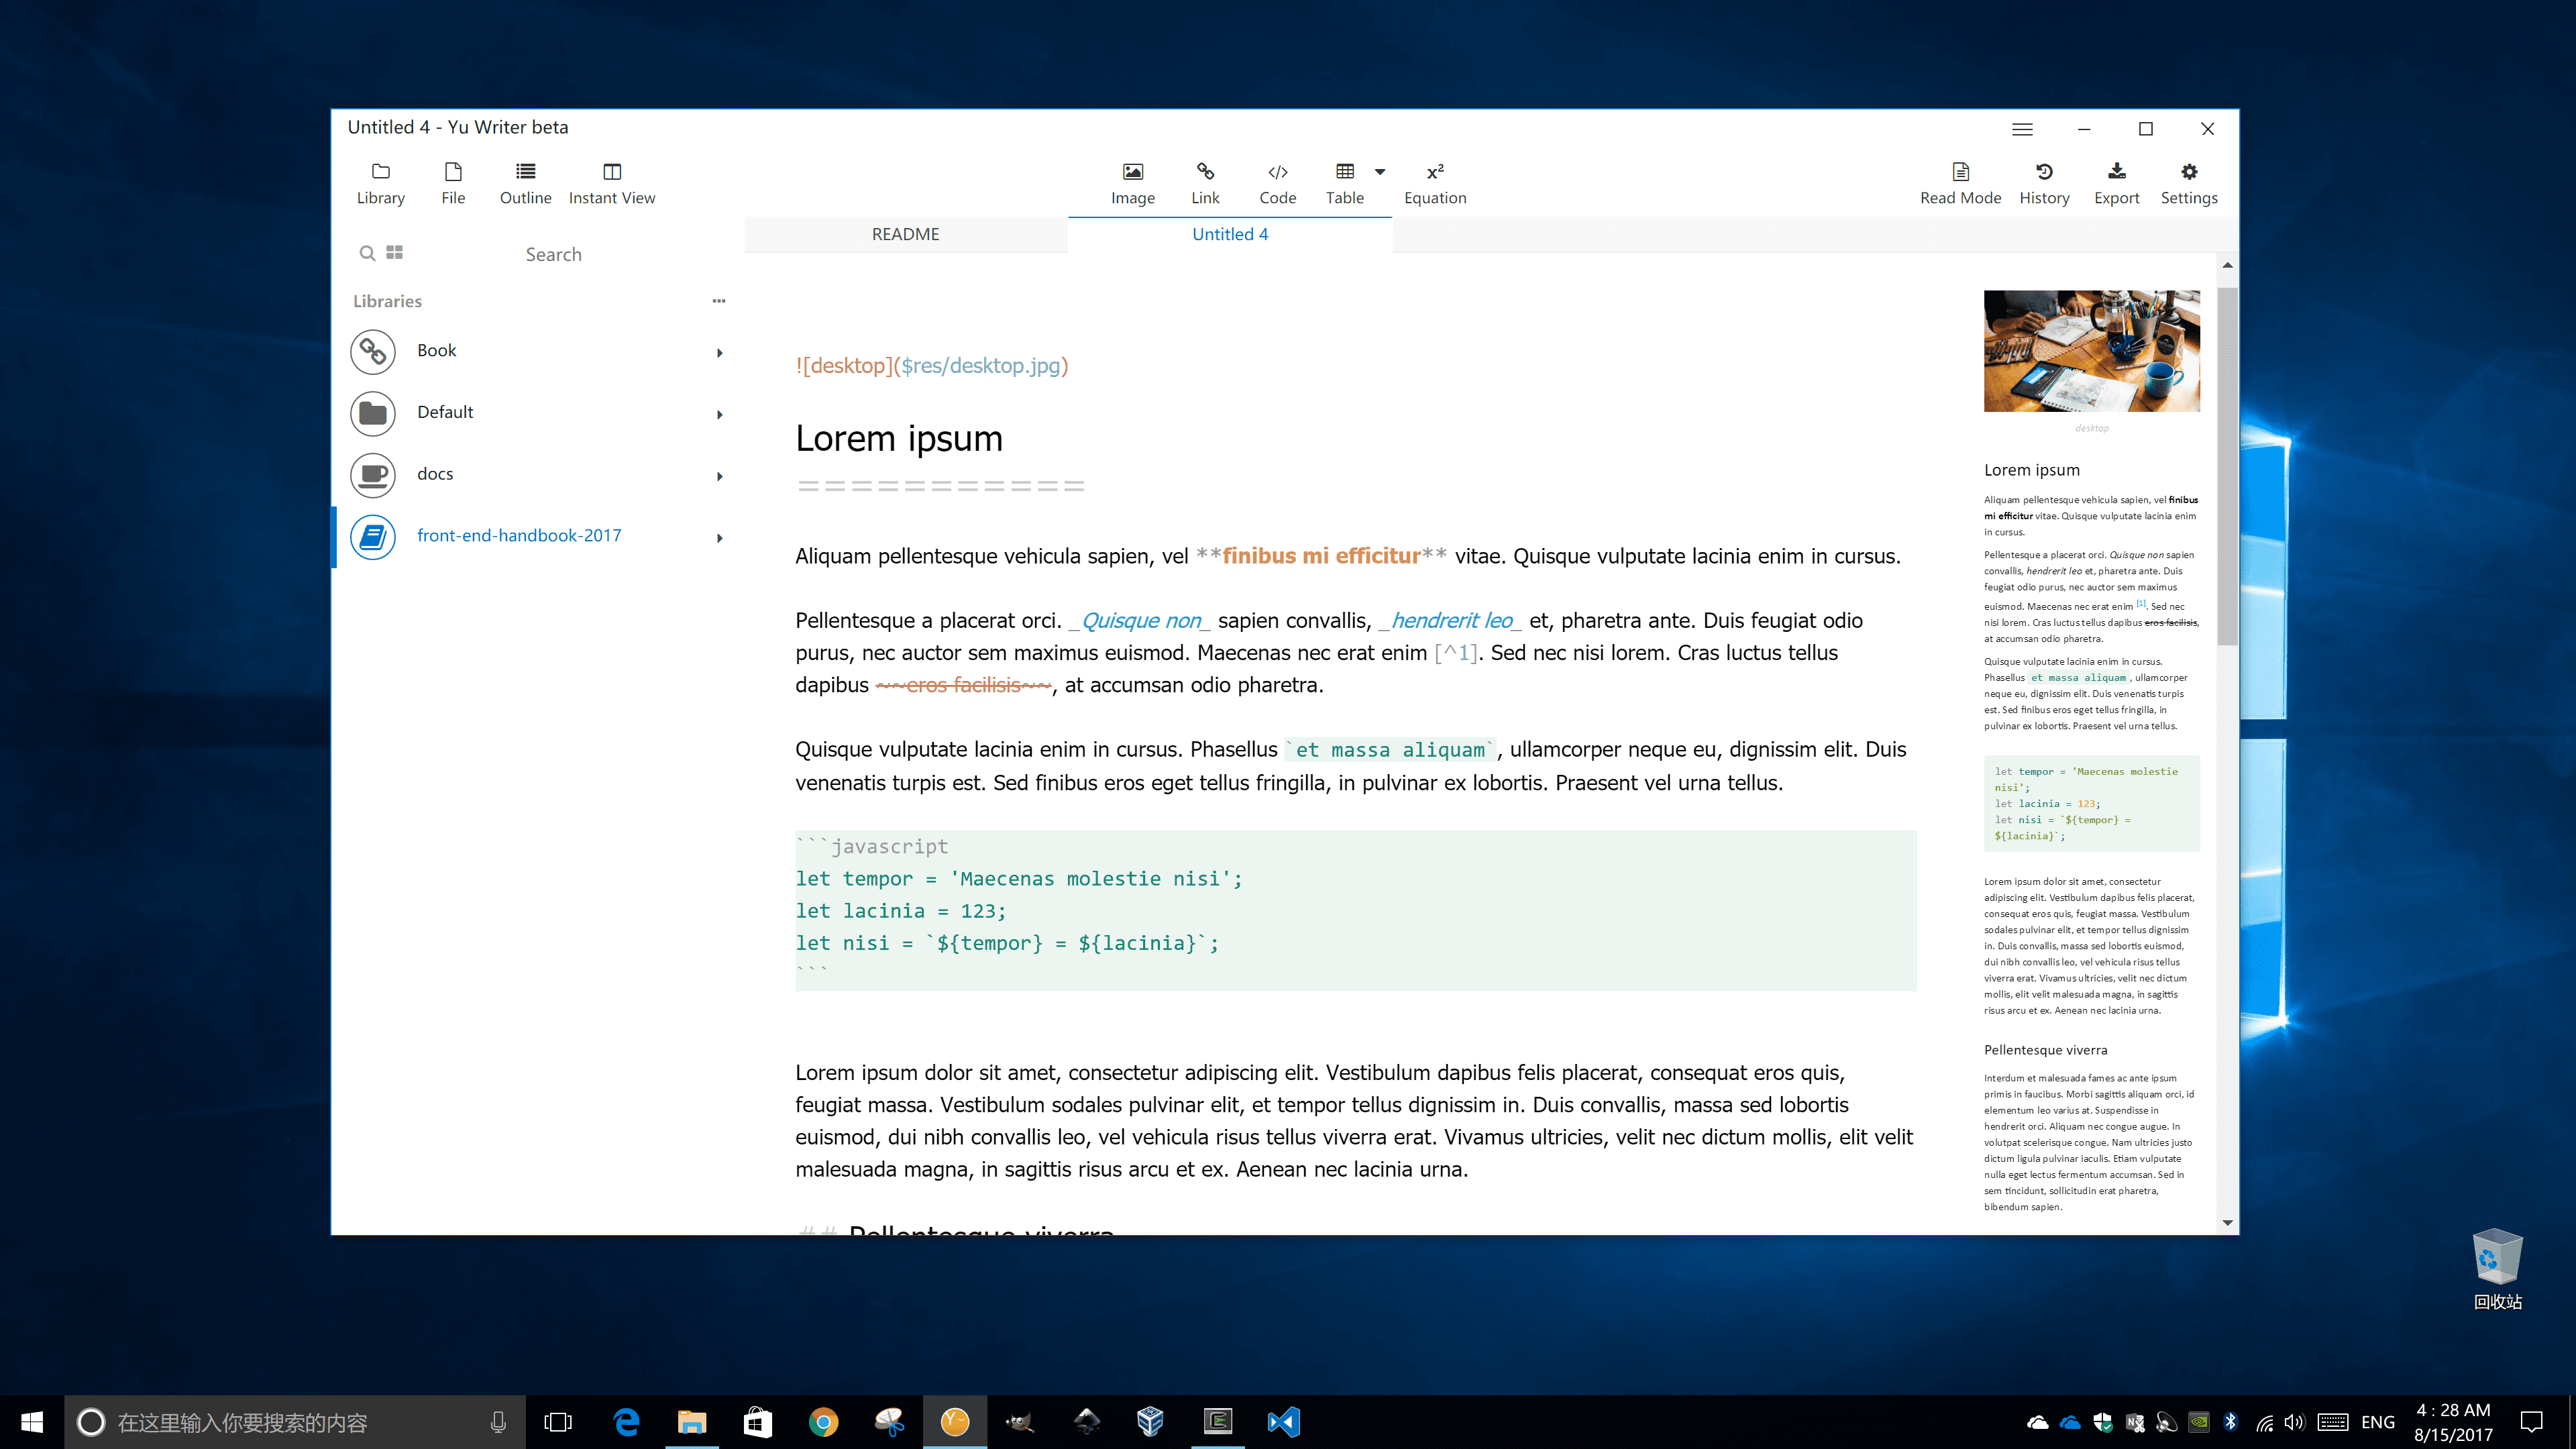 Untitled 4 - Yu Writer beta
Library File Outline Instant View
Image Link Code Table x² Equation
Read Mode History Export Settings
Search
Libraries ...
Book
Default
docs
front-end-handbook-2017
README Untitled 4
![desktop]($res/desktop.jpg)
Lorem ipsum
===========
Aliquam pellentesque vehicula sapien, vel **finibus mi efficitur** vitae. Quisque vulputate lacinia enim in cursus.
Pellentesque a placerat orci. _Quisque non_ sapien convallis, _hendrerit leo_ et, pharetra ante. Duis feugiat odio
purus, nec auctor sem maximus euismod. Maecenas nec erat enim [^1]. Sed nec nisi lorem. Cras luctus tellus
dapibus ~~eros facilisis~~, at accumsan odio pharetra.
Quisque vulputate lacinia enim in cursus. Phasellus `et massa aliquam`, ullamcorper neque eu, dignissim elit. Duis
venenatis turpis est. Sed finibus eros eget tellus fringilla, in pulvinar ex lobortis. Praesent vel urna tellus.
```javascript
let tempor = 'Maecenas molestie nisi';
let lacinia = 123;
let nisi = `${tempor} = ${lacinia}`;
```
Lorem ipsum dolor sit amet, consectetur adipiscing elit. Vestibulum dapibus felis placerat, consequat eros quis,
feugiat massa. Vestibulum sodales pulvinar elit, et tempor tellus dignissim in. Duis convallis, massa sed lobortis
euismod, dui nibh convallis leo, vel vehicula risus tellus viverra erat. Vivamus ultricies, velit nec dictum mollis, elit velit
malesuada magna, in sagittis risus arcu et ex. Aenean nec lacinia urna.
## Pellentesque viverra
desktop
Lorem ipsum
Aliquam pellentesque vehicula sapien, vel finibus
mi efficitur vitae. Quisque vulputate lacinia enim
in cursus.
Pellentesque a placerat orci. Quisque non sapien
convallis, hendrerit leo et, pharetra ante. Duis
feugiat odio purus, nec auctor sem maximus
euismod. Maecenas nec erat enim [1]. Sed nec
nisi lorem. Cras luctus tellus dapibus eros facilisis,
at accumsan odio pharetra.
Quisque vulputate lacinia enim in cursus.
Phasellus et massa aliquam, ullamcorper
neque eu, dignissim elit. Duis venenatis turpis
est. Sed finibus eros eget tellus fringilla, in
pulvinar ex lobortis. Praesent vel urna tellus.
let tempor = 'Maecenas molestie
nisi';
let lacinia = 123;
let nisi = `${tempor} =
${lacinia}`;
Lorem ipsum dolor sit amet, consectetur
adipiscing elit. Vestibulum dapibus felis placerat,
consequat eros quis, feugiat massa. Vestibulum
sodales pulvinar elit, et tempor tellus dignissim
in. Duis convallis, massa sed lobortis euismod,
dui nibh convallis leo, vel vehicula risus tellus
viverra erat. Vivamus ultricies, velit nec dictum
mollis, elit velit malesuada magna, in sagittis
risus arcu et ex. Aenean nec lacinia urna.
Pellentesque viverra
Interdum et malesuada fames ac ante ipsum
primis in faucibus. Morbi sagittis aliquam orci, id
elementum leo varius at. Suspendisse in
hendrerit orci. Aliquam nec congue augue. In
volutpat scelerisque congue. Nam ultricies justo
dictum ligula pulvinar iaculis. Etiam vulputate
nulla eget lectus fermentum accumsan. Sed in
sem tincidunt, sollicitudin erat pharetra,
bibendum sapien.
回收站
在这里输入你要搜索的内容
ENG
4 : 28 AM
8/15/2017